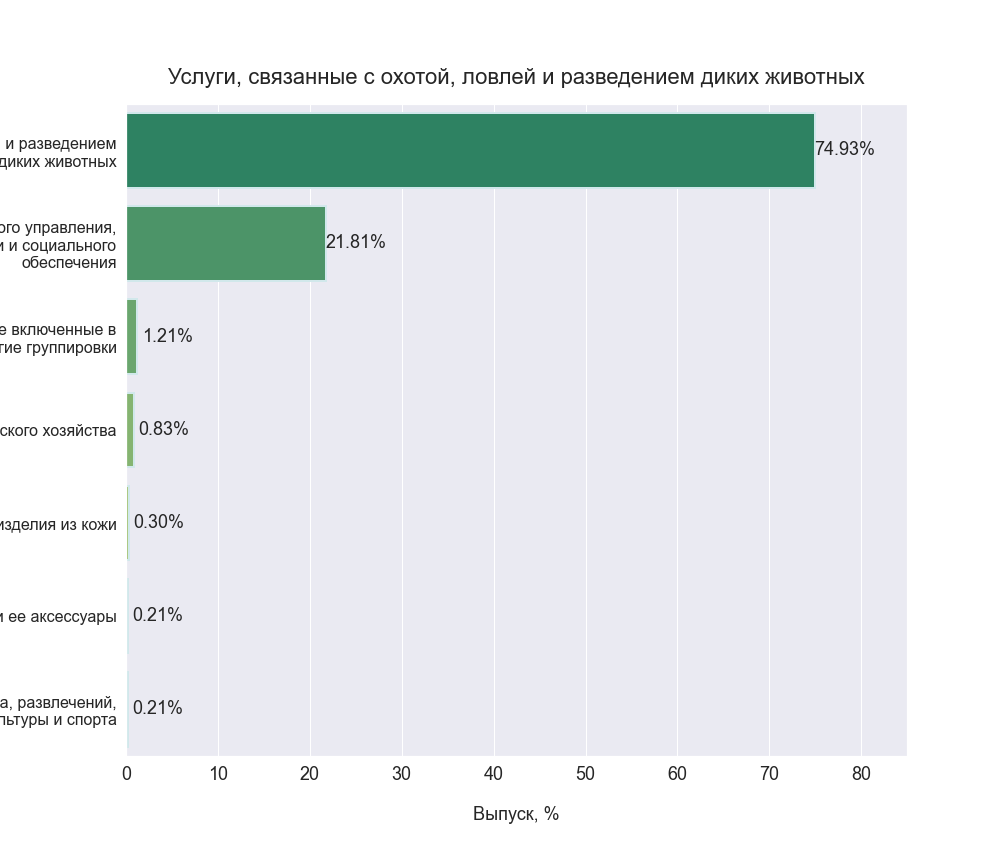 Услуги, связанные с охотой, ловлей и разведением диких животных
и разведением
диких животных
74.93%
ого управления,
и и социального
обеспечения
21.81%
е включенные в
гие группировки
1.21%
ского хозяйства
0.83%
изделия из кожи
0.30%
и ее аксессуары
0.21%
а, развлечений,
льтуры и спорта
0.21%
0 10 20 30 40 50 60 70 80
Выпуск, %